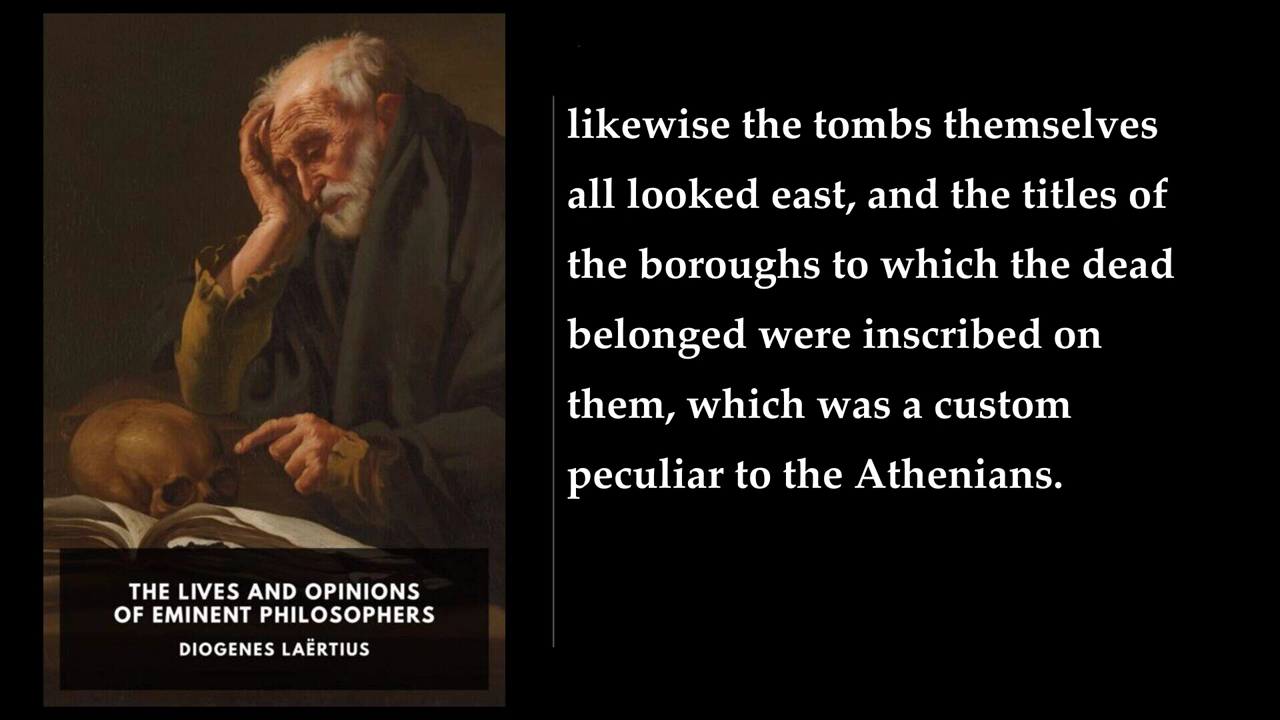 likewise the tombs themselves
all looked east, and the titles of
the boroughs to which the dead
belonged were inscribed on
them, which was a custom
peculiar to the Athenians.
THE LIVES AND OPINIONS
OF EMINENT PHILOSOPHERS
DIOGENES LAËRTIUS